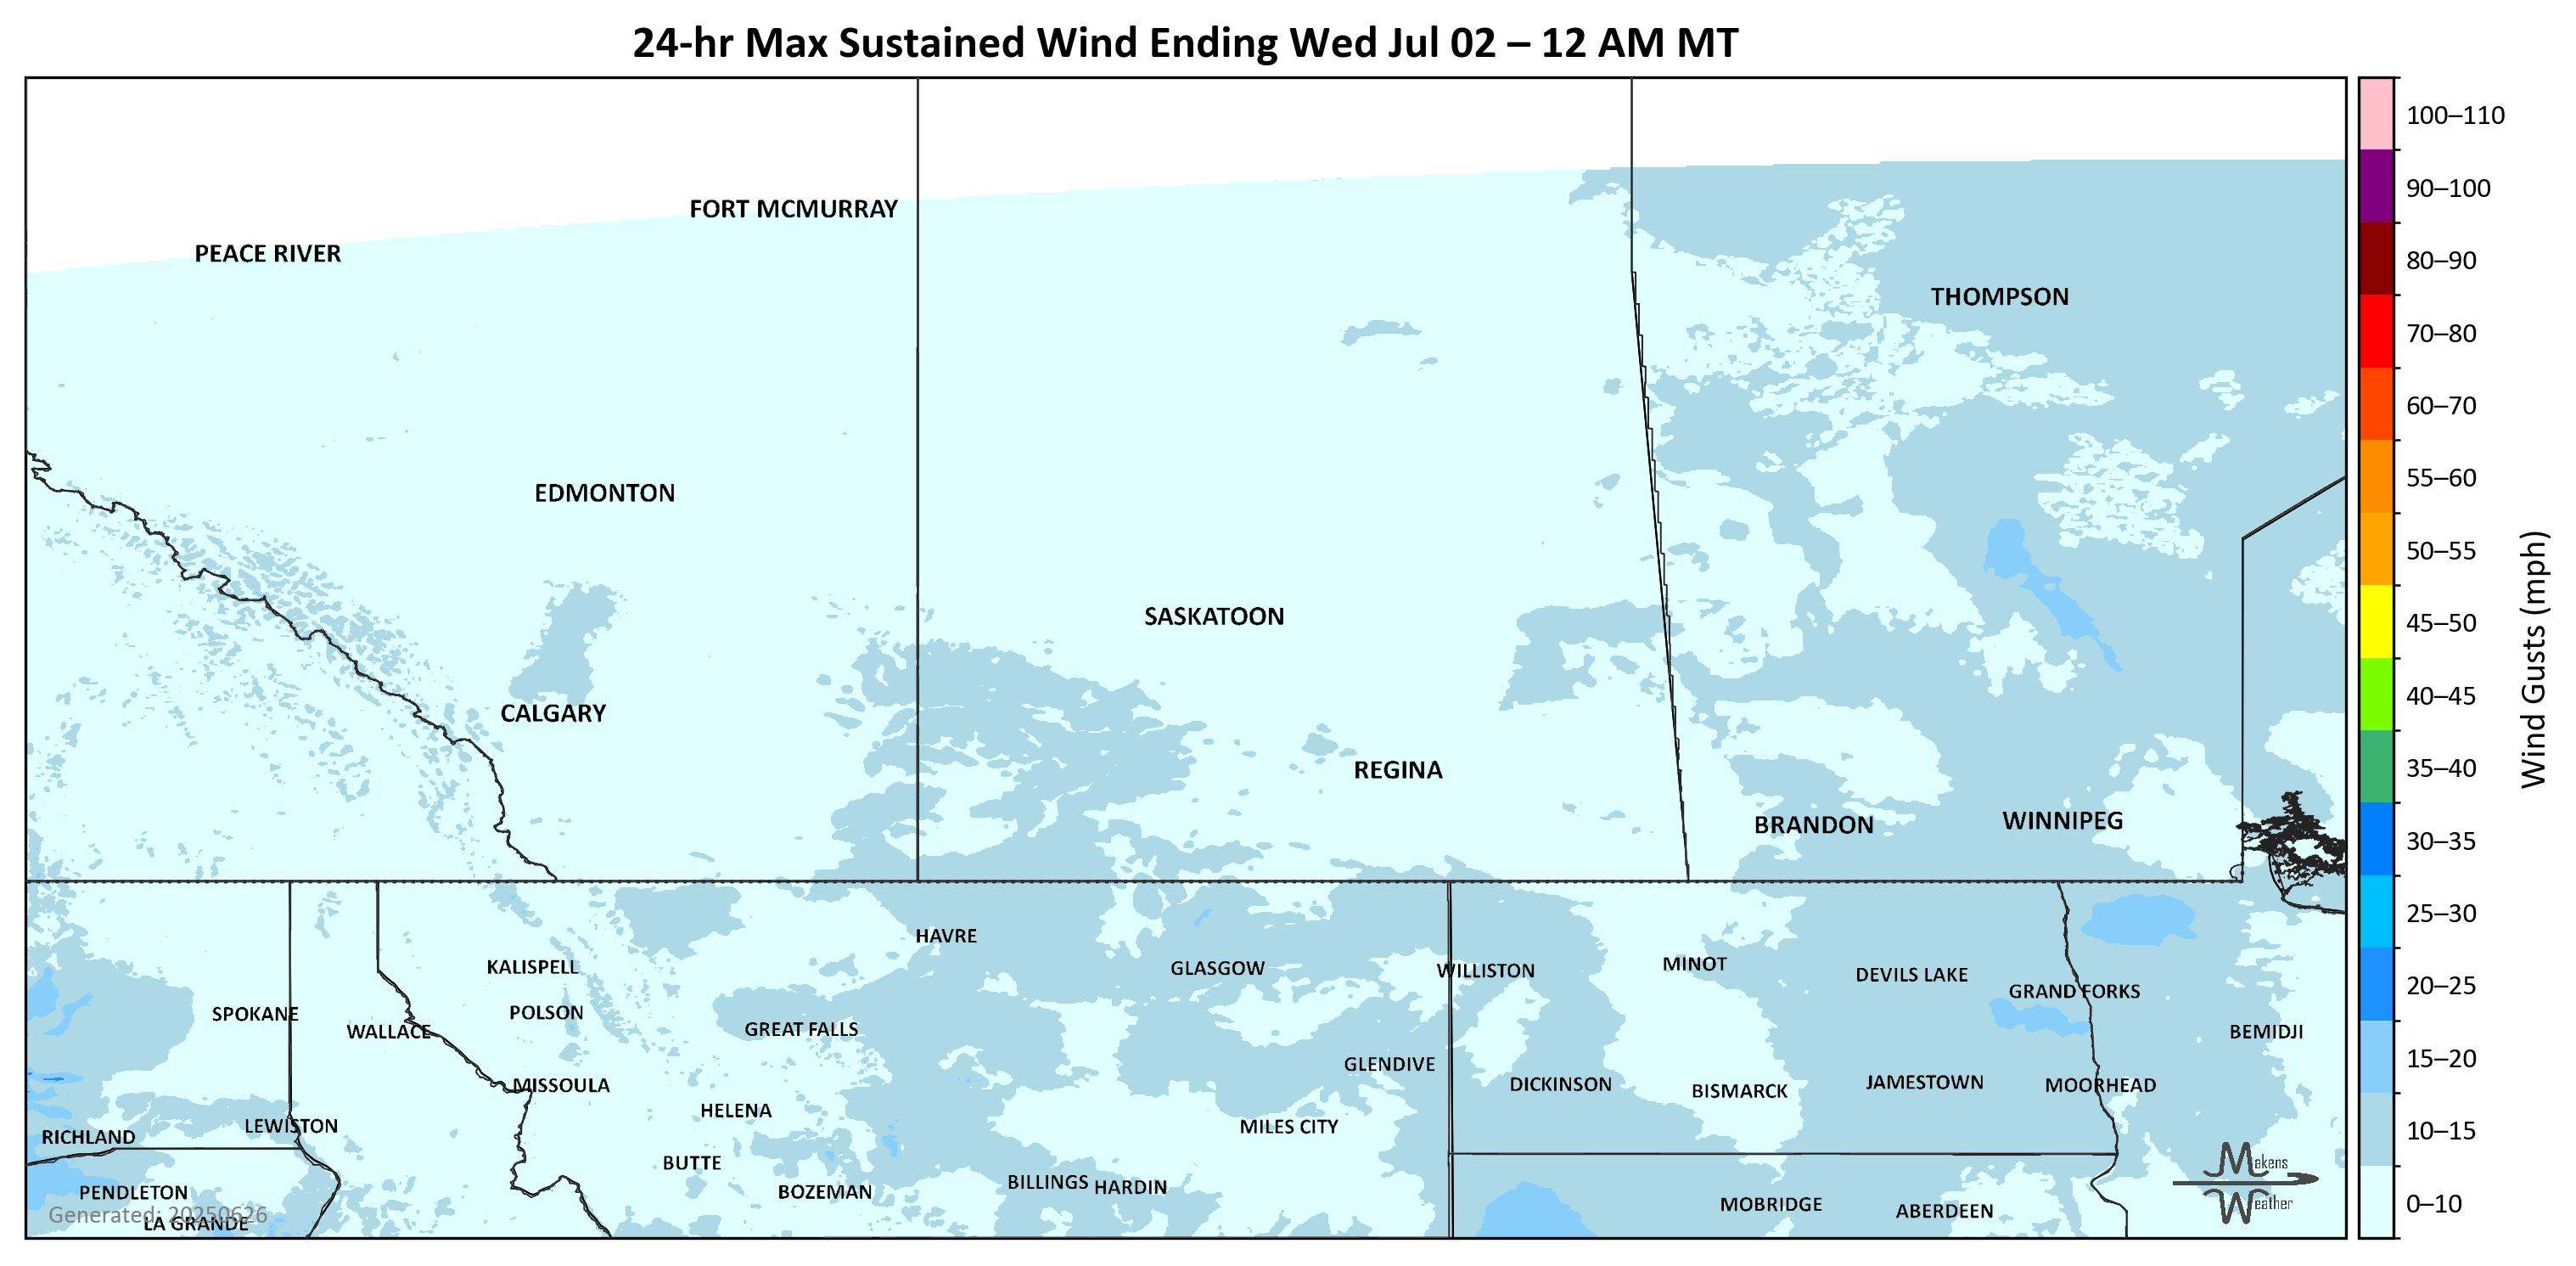 24-hr Max Sustained Wind Ending Wed Jul 02 – 12 AM MT
100–110
90–100
80–90
70–80
60–70
55–60
50–55
45–50
40–45
35–40
30–35
25–30
20–25
15–20
10–15
0–10
Wind Gusts (mph)
FORT MCMURRAY
PEACE RIVER
THOMPSON
EDMONTON
SASKATOON
CALGARY
REGINA
BRANDON
WINNIPEG
HAVRE
KALISPELL
GLASGOW
WILLISTON
MINOT
DEVILS LAKE
GRAND FORKS
SPOKANE
POLSON
WALLACE
GREAT FALLS
BEMIDJI
GLENDIVE
MISSOULA
DICKINSON
BISMARCK
JAMESTOWN
MOORHEAD
HELENA
LEWISTON
MILES CITY
RICHLAND
BUTTE
BILLINGS
HARDIN
PENDLETON
BOZEMAN
MOBRIDGE
ABERDEEN
Generated: 20250626
LA GRANDE
Makens
Weather